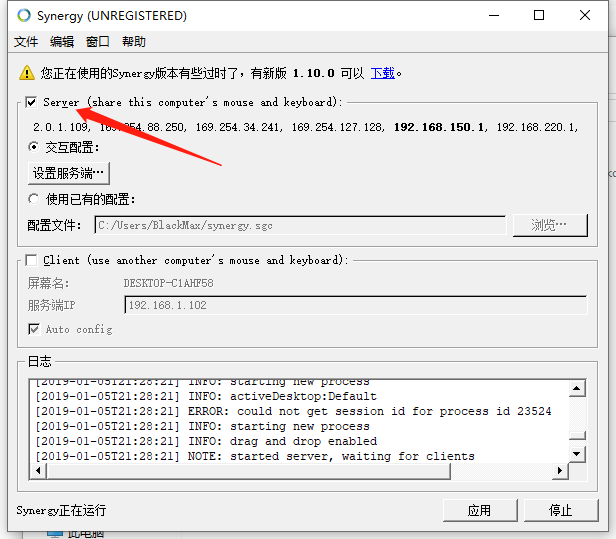 Synergy (UNREGISTERED)
文件 编辑 窗口 帮助
您正在使用的Synergy版本有些过时了，有新版 1.10.0 可以 下载。
Server (share this computer's mouse and keyboard):
2.0.1.109, 169.254.88.250, 169.254.34.241, 169.254.127.128, 192.168.150.1, 192.168.220.1,
交互配置：
设置服务端…
使用已有的配置：
配置文件： C:/Users/BlackMax/synergy.sgc 浏览…
Client (use another computer's mouse and keyboard):
屏幕名： DESKTOP-C1AHF58
服务端IP 192.168.1.102
Auto config
日志
[2019-01-05T21:28:21] INFO: starting new process
[2019-01-05T21:28:21] INFO: activeDesktop:Default
[2019-01-05T21:28:21] ERROR: could not get session id for process id 23524
[2019-01-05T21:28:21] INFO: starting new process
[2019-01-05T21:28:21] INFO: drag and drop enabled
[2019-01-05T21:28:21] NOTE: started server, waiting for clients
Synergy正在运行 应用 停止
此电脑